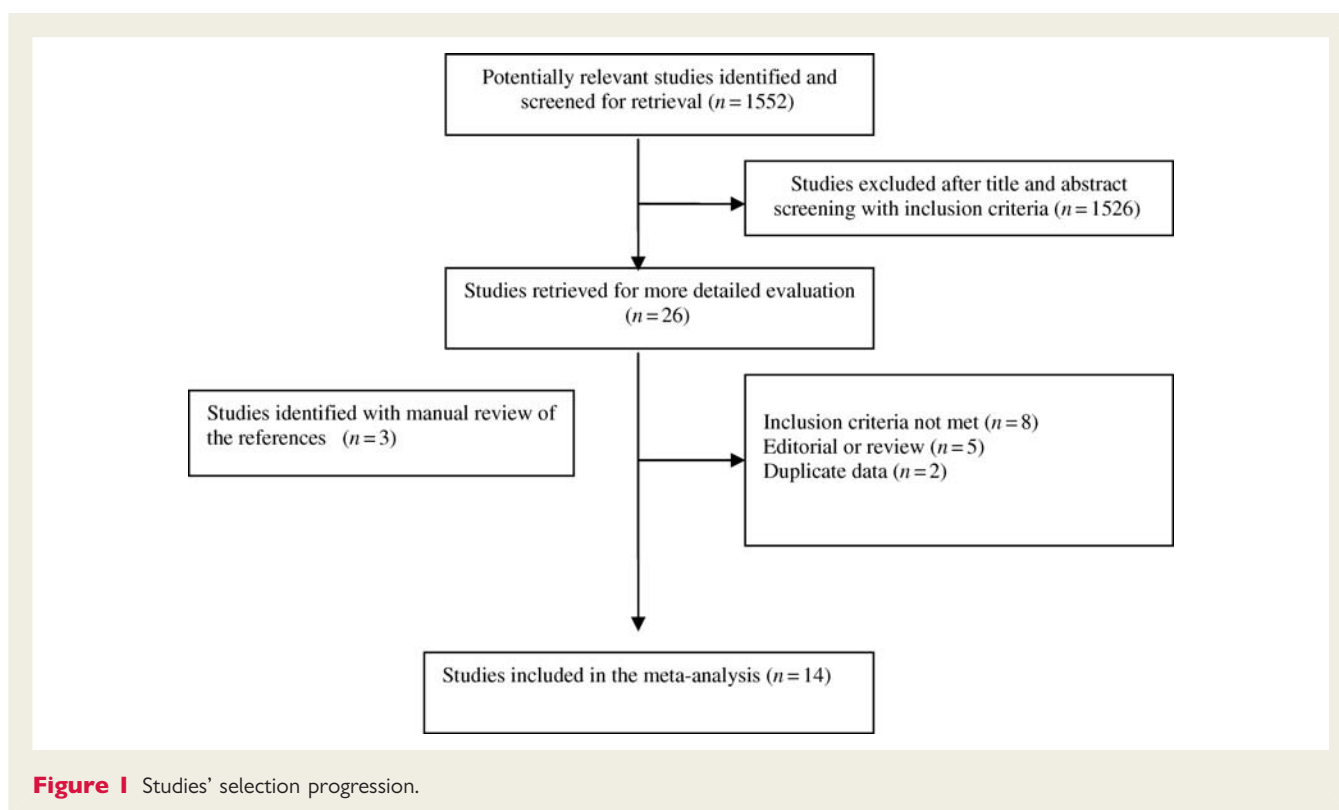 Potentially relevant studies identified and
screened for retrieval (n = 1552)
Studies excluded after title and abstract
screening with inclusion criteria (n = 1526)
Studies retrieved for more detailed evaluation
(n = 26)
Studies identified with manual review of
the references (n = 3)
Inclusion criteria not met (n = 8)
Editorial or review (n = 5)
Duplicate data (n = 2)
Studies included in the meta-analysis (n = 14)
Figure 1 Studies’ selection progression.